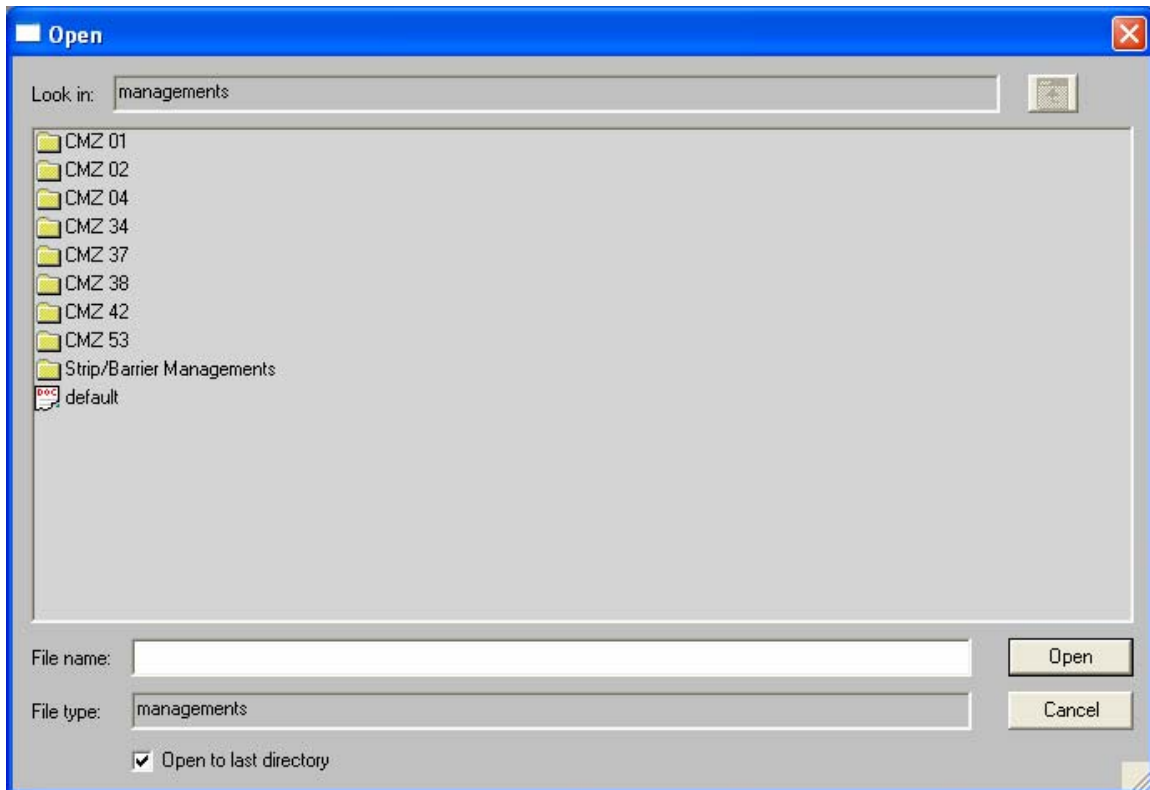 Open
Look in: managements
CMZ 01
CMZ 02
CMZ 04
CMZ 34
CMZ 37
CMZ 38
CMZ 42
CMZ 53
Strip/Barrier Managements
DOC default
File name: Open
File type: managements Cancel
Open to last directory